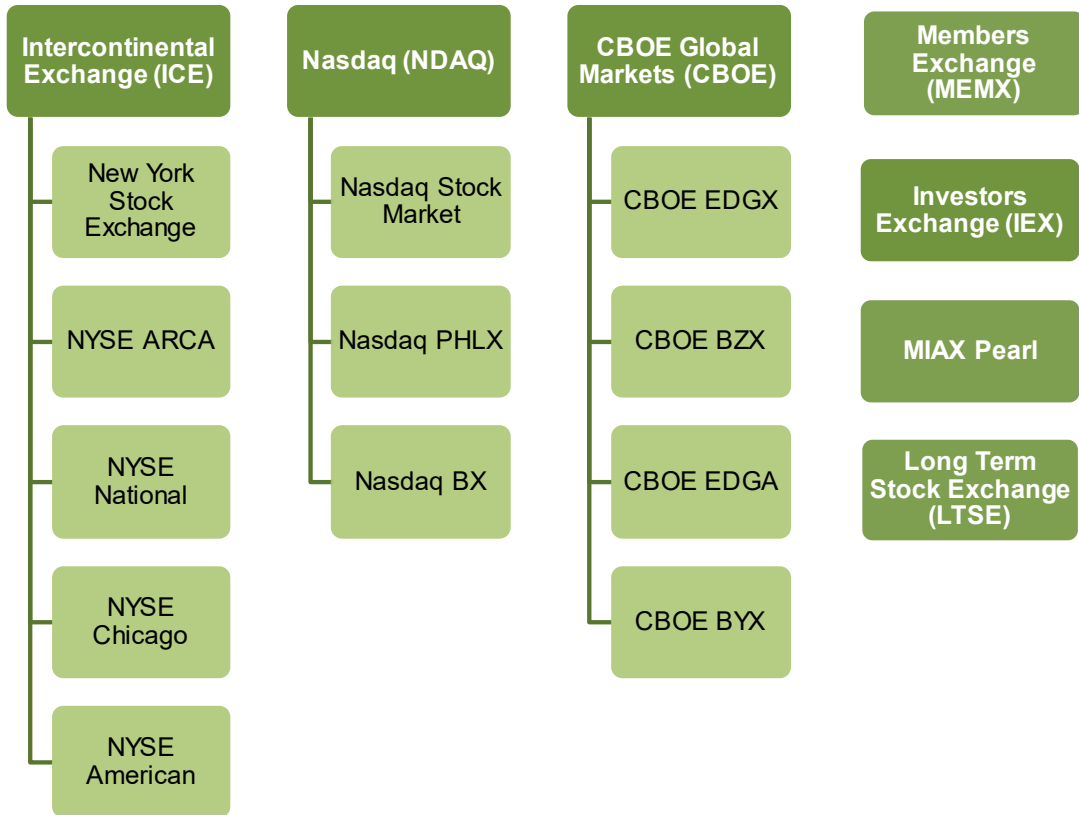 Intercontinental
Exchange (ICE)
New York
Stock
Exchange
NYSE ARCA
NYSE
National
NYSE
Chicago
NYSE
American
Nasdaq (NDAQ)
Nasdaq Stock
Market
Nasdaq PHLX
Nasdaq BX
CBOE Global
Markets (CBOE)
CBOE EDGX
CBOE BZX
CBOE EDGA
CBOE BYX
Members
Exchange
(MEMX)
Investors
Exchange (IEX)
MIAX Pearl
Long Term
Stock Exchange
(LTSE)